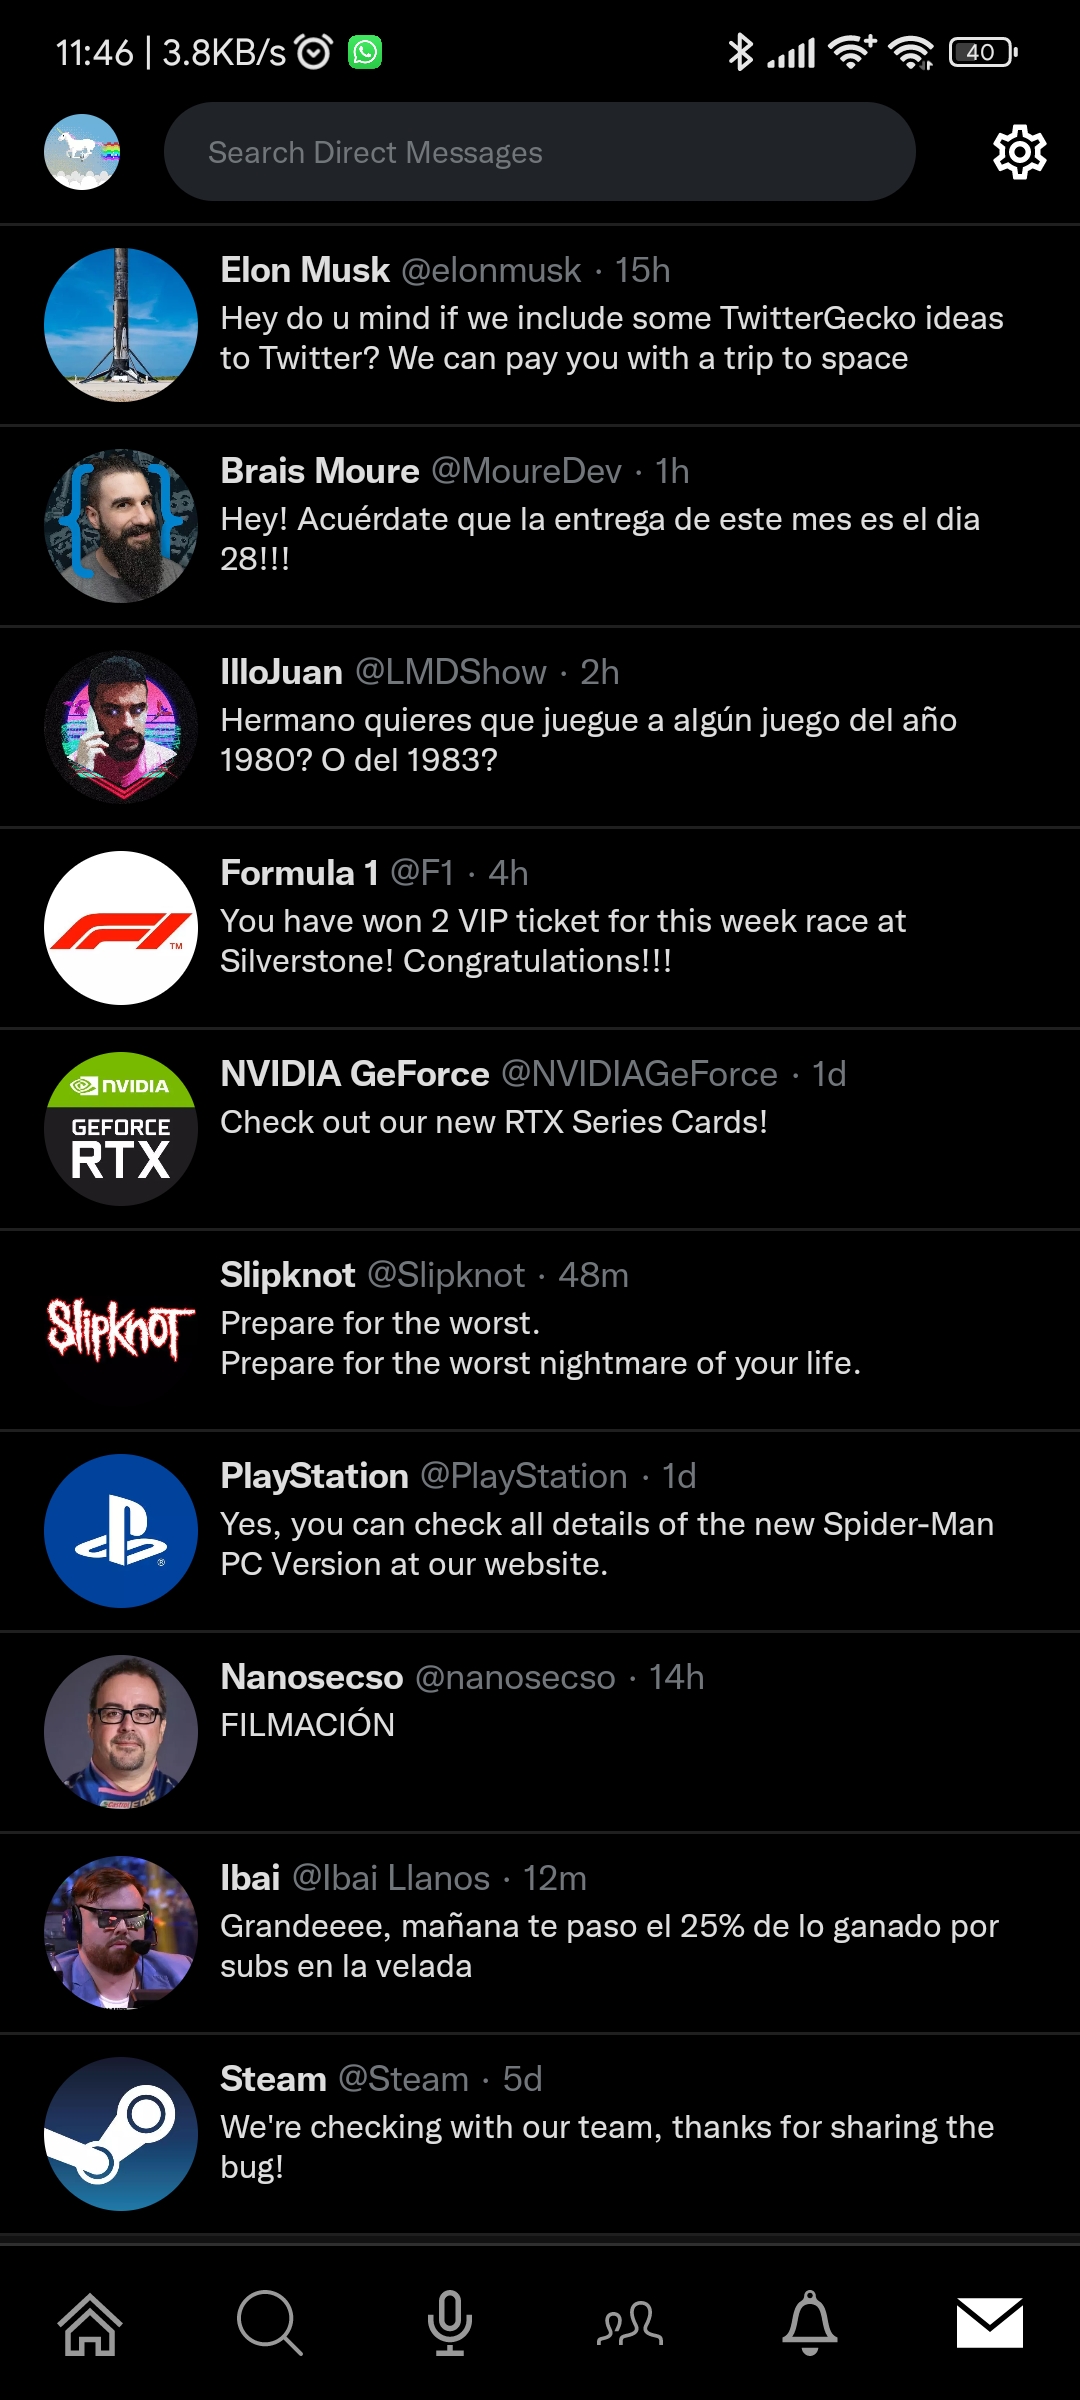 11:46 | 3.8KB/s
40
Search Direct Messages
Elon Musk @elonmusk · 15h
Hey do u mind if we include some TwitterGecko ideas
to Twitter? We can pay you with a trip to space
Brais Moure @MoureDev · 1h
Hey! Acuérdate que la entrega de este mes es el dia
28!!!
IlloJuan @LMDShow · 2h
Hermano quieres que juegue a algún juego del año
1980? O del 1983?
Formula 1 @F1 · 4h
You have won 2 VIP ticket for this week race at
Silverstone! Congratulations!!!
F1 TM
NVIDIA GeForce @NVIDIAGeForce · 1d
Check out our new RTX Series Cards!
NVIDIA
GEFORCE
RTX
Slipknot @Slipknot · 48m
Prepare for the worst.
Prepare for the worst nightmare of your life.
Slipknot
PlayStation @PlayStation · 1d
Yes, you can check all details of the new Spider-Man
PC Version at our website.
®
Nanosecso @nanosecso · 14h
FILMACIÓN
Ibai @Ibai Llanos · 12m
Grandeeee, mañana te paso el 25% de lo ganado por
subs en la velada
Steam @Steam · 5d
We're checking with our team, thanks for sharing the
bug!